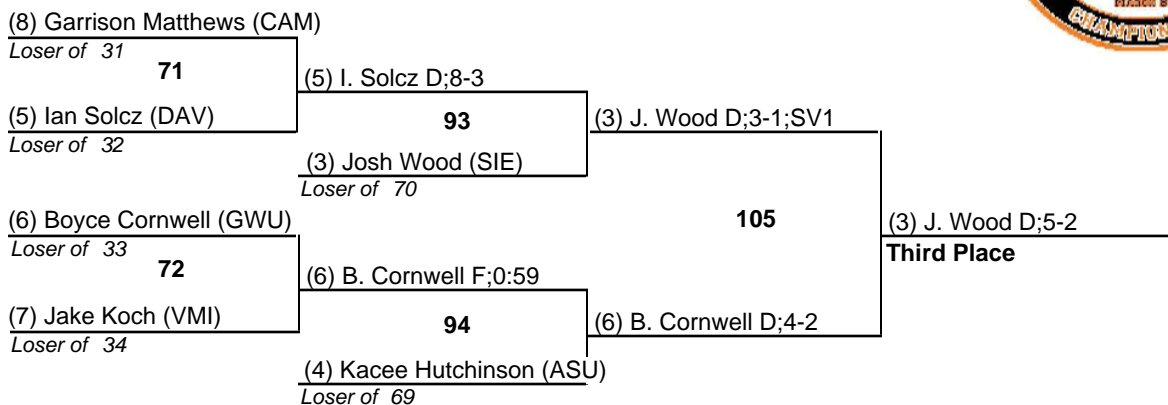 MARCH 5
CHAMPION
(8) Garrison Matthews (CAM)
Loser of 31
71
(5) I. Solcz D;8-3
(5) Ian Solcz (DAV)
Loser of 32
93
(3) J. Wood D;3-1;SV1
(3) Josh Wood (SIE)
Loser of 70
(6) Boyce Cornwell (GWU)
Loser of 33
105
(3) J. Wood D;5-2
Third Place
72
(6) B. Cornwell F;0:59
(7) Jake Koch (VMI)
Loser of 34
94
(6) B. Cornwell D;4-2
(4) Kacee Hutchinson (ASU)
Loser of 69